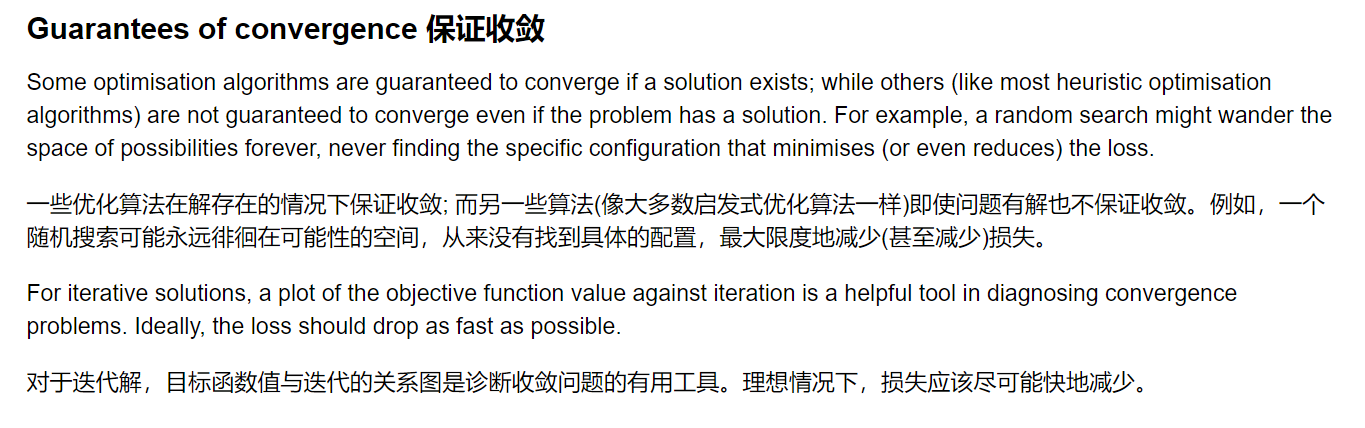 Guarantees of convergence 保证收敛
Some optimisation algorithms are guaranteed to converge if a solution exists; while others (like most heuristic optimisation
algorithms) are not guaranteed to converge even if the problem has a solution. For example, a random search might wander the
space of possibilities forever, never finding the specific configuration that minimises (or even reduces) the loss.
一些优化算法在解存在的情况下保证收敛; 而另一些算法(像大多数启发式优化算法一样)即使问题有解也不保证收敛。例如，一个
随机搜索可能永远徘徊在可能性的空间，从来没有找到具体的配置，最大限度地减少(甚至减少)损失。
For iterative solutions, a plot of the objective function value against iteration is a helpful tool in diagnosing convergence
problems. Ideally, the loss should drop as fast as possible.
对于迭代解，目标函数值与迭代的关系图是诊断收敛问题的有用工具。理想情况下，损失应该尽可能快地减少。